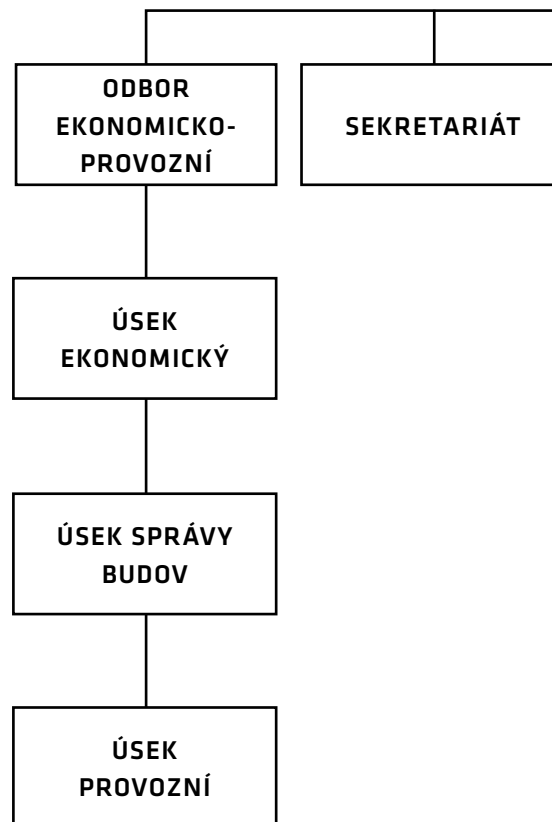 ODBOR
EKONOMICKO-
PROVOZNÍ
SEKRETARIÁT
ÚSEK
EKONOMICKÝ
ÚSEK SPRÁVY
BUDOV
ÚSEK
PROVOZNÍ